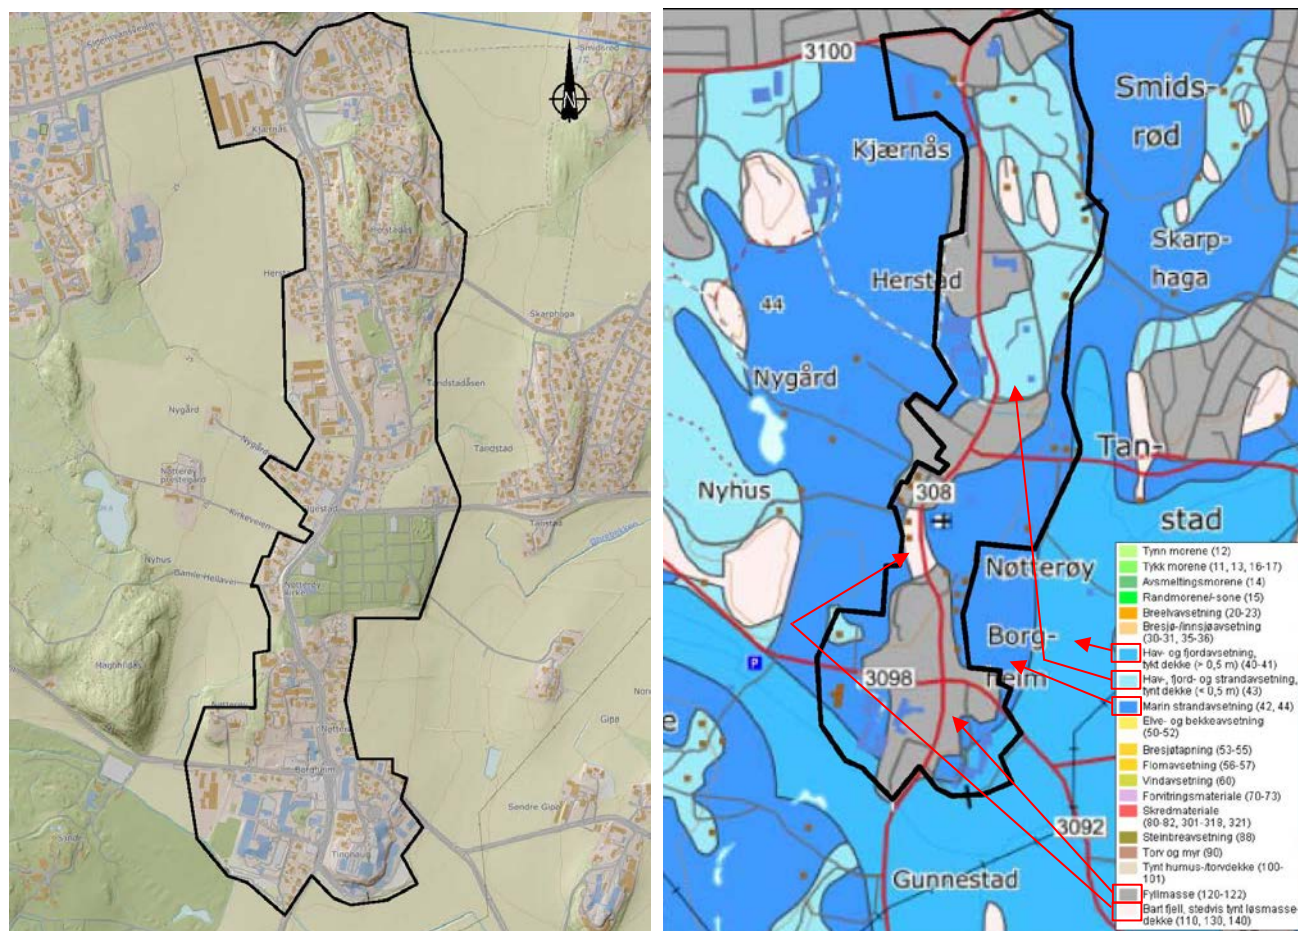 Smidsrød
N
Kjærnås
Herstadås
Skarphaga
Tandstadåsen
Nygård
Nygård
Tandstad
Nøtterøy
prestegård
Kirkeveien
Tanstad
Nyhus
Gamle-Hellavei
Nøtterøy
Kirke
Maghhildås
Gipø
Borgheim
Sendre Gipø
Tinghaug
3100
Smids-
rød
Kjærnås
Skarp-
haga
Herstad
44
Nygård
Tan-
Nyhus
308
stad
Nøtterøy
Borg-
heim
P
3098
3092
Gunnestad
Tynn morene (12)
Tykk morene (11, 13, 16-17)
Avsmeltingsmorene (14)
Randmorene/-sone (15)
Breelvavsetning (20-23)
Bresjø-/innsjøavsetning
(30-31, 35-36)
Hav- og fjordavsetning,
tykt dekke (> 0,5 m) (40-41)
Hav-, fjord- og strandavsetning,
tynt dekke (< 0,5 m) (43)
Marin strandavsetning (42, 44)
Elve- og bekkeavsetning
(50-52)
Bresjøtapning (53-55)
Flomavsetning (56-57)
Vindavsetning (60)
Forvitringsmateriale (70-73)
Skredmateriale
(80-82, 301-318, 321)
Steinbreavsetning (88)
Torv og myr (90)
Tynt humus-/torvdekke (100-
101)
Fyllmasse (120-122)
Bart fjell, stedvis tynt løsmasse-
dekke (110, 130, 140)